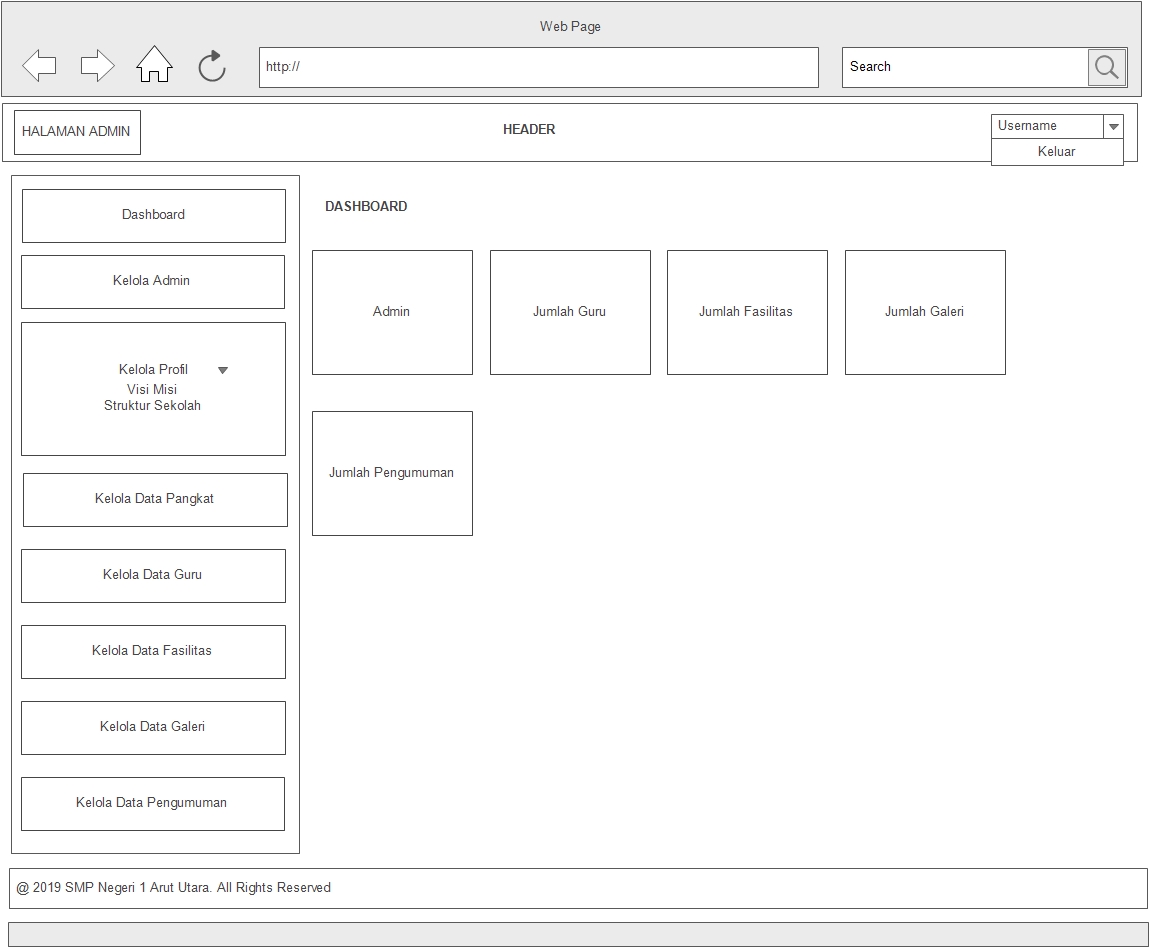 Web Page
http://
Search
HALAMAN ADMIN
HEADER
Username
Keluar
Dashboard
Kelola Admin
Kelola Profil
Visi Misi
Struktur Sekolah
Kelola Data Pangkat
Kelola Data Guru
Kelola Data Fasilitas
Kelola Data Galeri
Kelola Data Pengumuman
DASHBOARD
Admin
Jumlah Guru
Jumlah Fasilitas
Jumlah Galeri
Jumlah Pengumuman
@ 2019 SMP Negeri 1 Arut Utara. All Rights Reserved